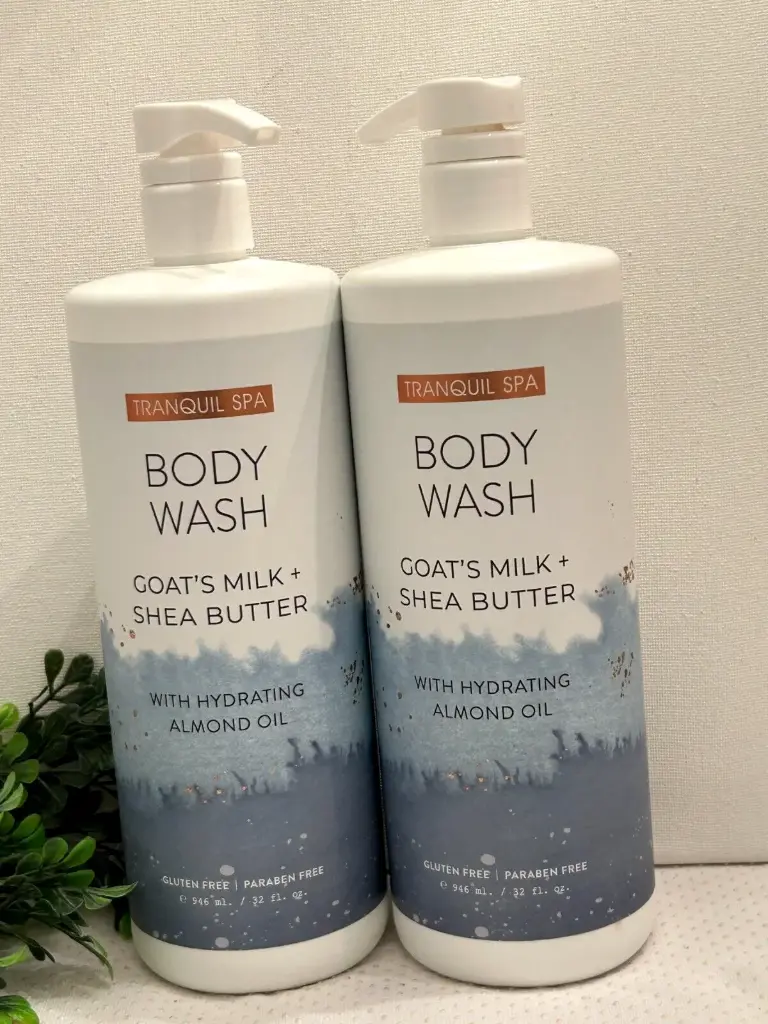 TRANQUIL SPA
BODY
WASH
GOAT'S MILK +
SHEA BUTTER
WITH HYDRATING
ALMOND OIL
GLUTEN FREE | PARABEN FREE
℮ 946 ml. / 32 fl. oz.
TRANQUIL SPA
BODY
WASH
GOAT'S MILK +
SHEA BUTTER
WITH HYDRATING
ALMOND OIL
GLUTEN FREE | PARABEN FREE
℮ 946 ml. / 32 fl. oz.